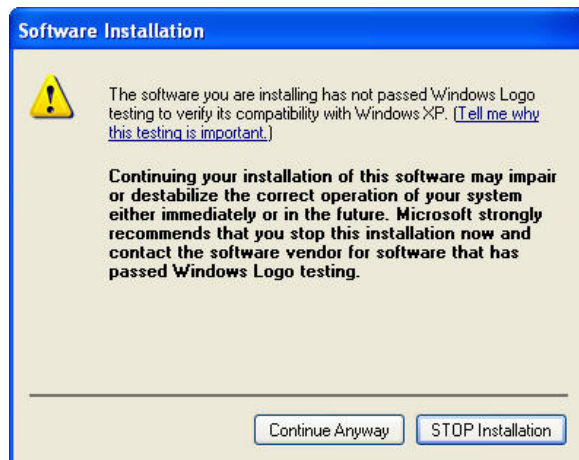 Software Installation
The software you are installing has not passed Windows Logo
testing to verify its compatibility with Windows XP. (Tell me why
this testing is important.)
Continuing your installation of this software may impair
or destabilize the correct operation of your system
either immediately or in the future. Microsoft strongly
recommends that you stop this installation now and
contact the software vendor for software that has
passed Windows Logo testing.
Continue Anyway
STOP Installation